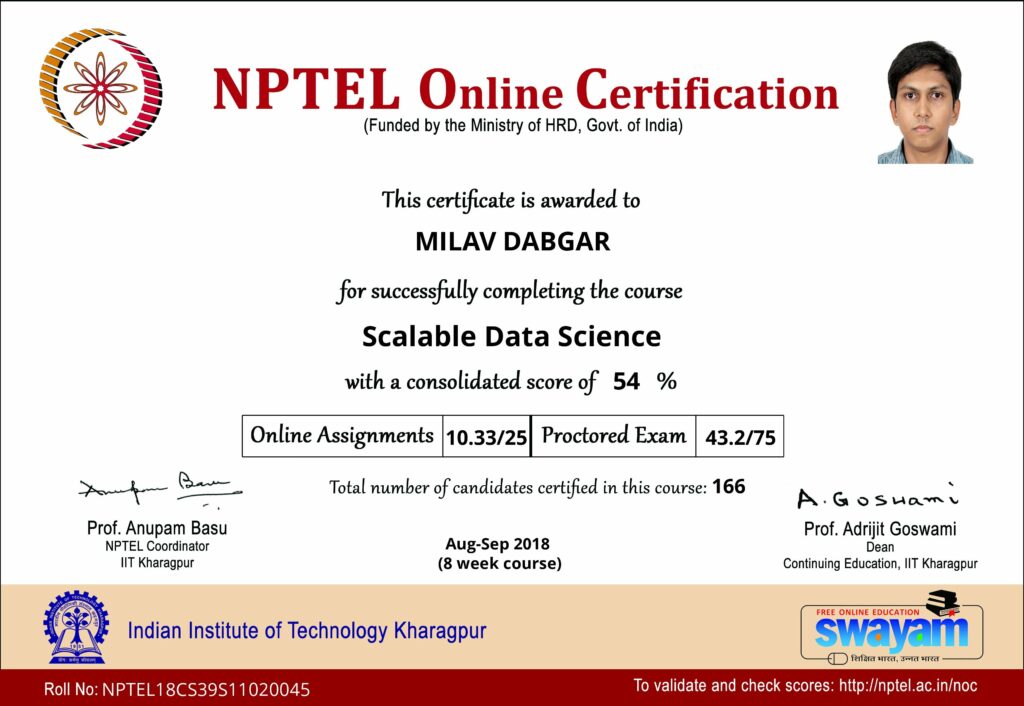 NPTEL Online Certification
(Funded by the Ministry of HRD, Govt. of India)
This certificate is awarded to
MILAV DABGAR
for successfully completing the course
Scalable Data Science
with a consolidated score of 54 %
Online Assignments 10.33/25 Proctored Exam 43.2/75
Total number of candidates certified in this course: 166
Anupam Basu
A. Goswami
Prof. Anupam Basu
NPTEL Coordinator
IIT Kharagpur
Aug-Sep 2018
(8 week course)
Prof. Adrijit Goswami
Dean
Continuing Education, IIT Kharagpur
Indian Institute of Technology Kharagpur
FREE ONLINE EDUCATION
swayam
शिक्षित भारत, उन्नत भारत
Roll No: NPTEL18CS39S11020045
To validate and check scores: http://nptel.ac.in/noc